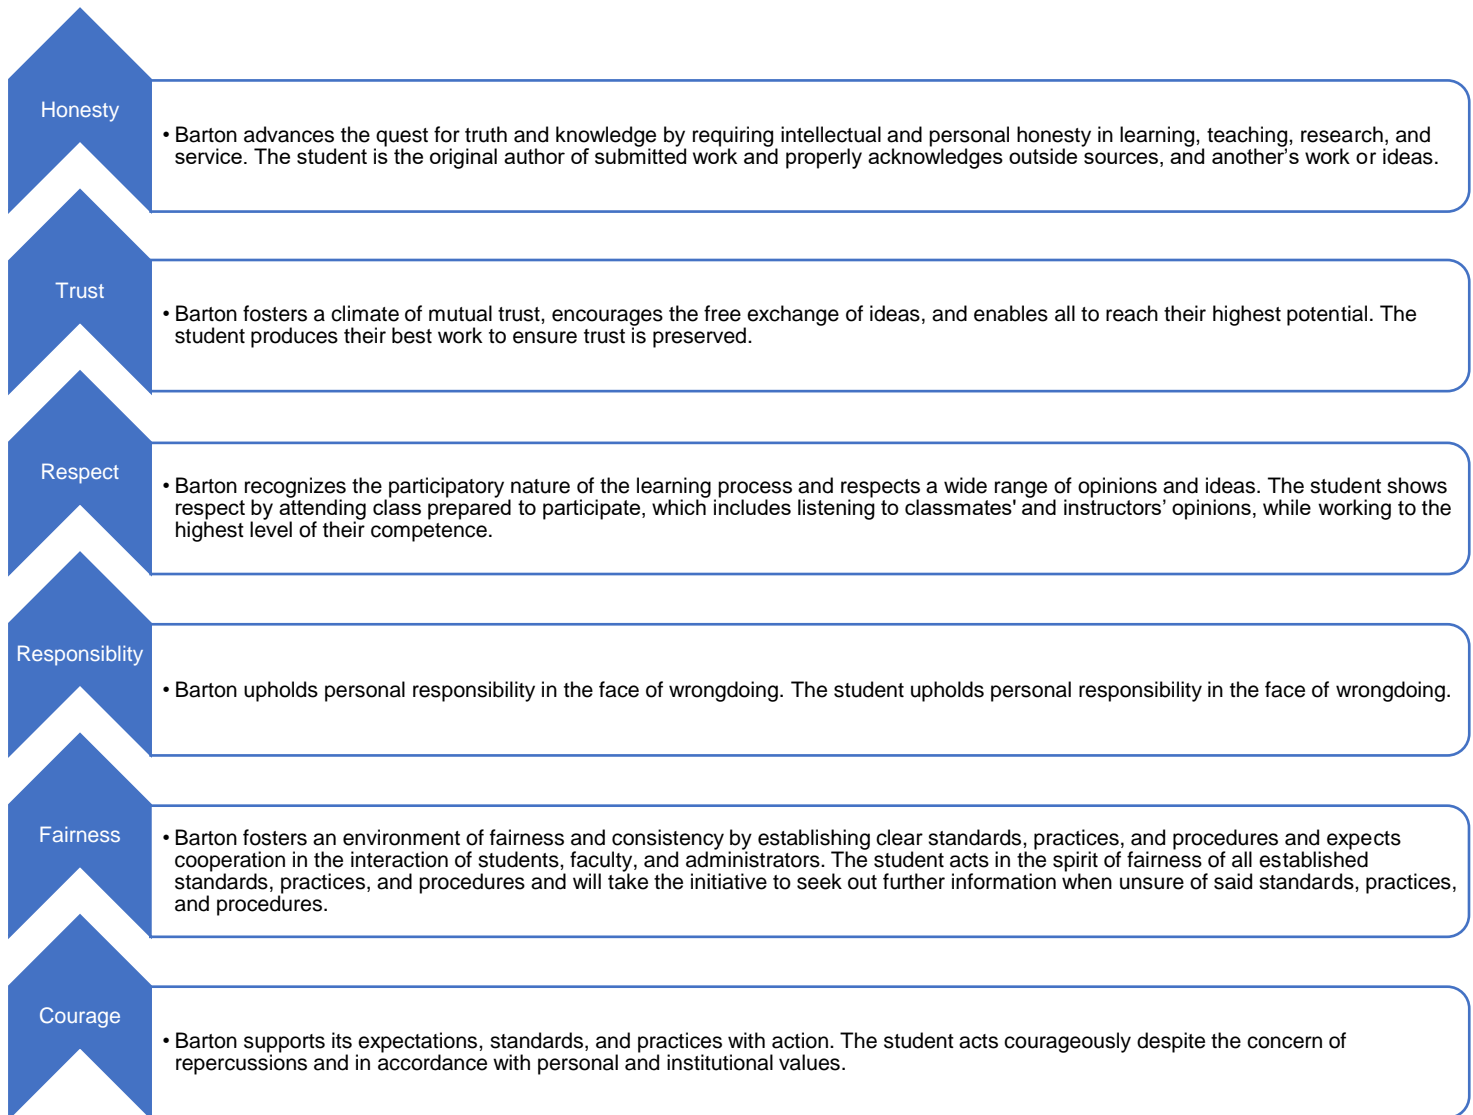 Honesty
• Barton advances the quest for truth and knowledge by requiring intellectual and personal honesty in learning, teaching, research, and
service. The student is the original author of submitted work and properly acknowledges outside sources, and another’s work or ideas.
Trust
• Barton fosters a climate of mutual trust, encourages the free exchange of ideas, and enables all to reach their highest potential. The
student produces their best work to ensure trust is preserved.
Respect
• Barton recognizes the participatory nature of the learning process and respects a wide range of opinions and ideas. The student shows
respect by attending class prepared to participate, which includes listening to classmates' and instructors’ opinions, while working to the
highest level of their competence.
Responsiblity
• Barton upholds personal responsibility in the face of wrongdoing. The student upholds personal responsibility in the face of wrongdoing.
Fairness
• Barton fosters an environment of fairness and consistency by establishing clear standards, practices, and procedures and expects
cooperation in the interaction of students, faculty, and administrators. The student acts in the spirit of fairness of all established
standards, practices, and procedures and will take the initiative to seek out further information when unsure of said standards, practices,
and procedures.
Courage
• Barton supports its expectations, standards, and practices with action. The student acts courageously despite the concern of
repercussions and in accordance with personal and institutional values.